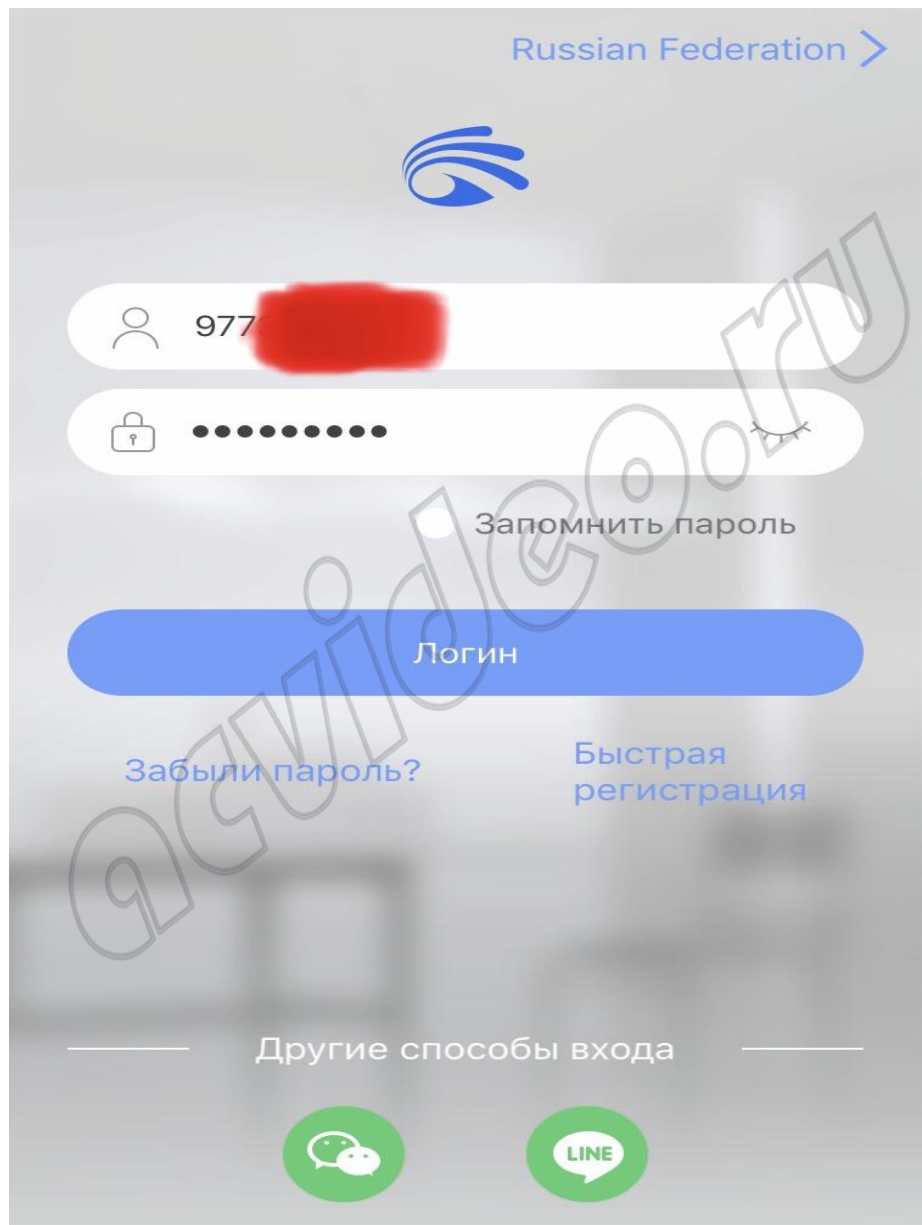 Russian Federation
977
•••••••••
Запомнить пароль
Логин
Забыли пароль?
Быстрая
регистрация
Другие способы входа
LINE
acvideo.ru